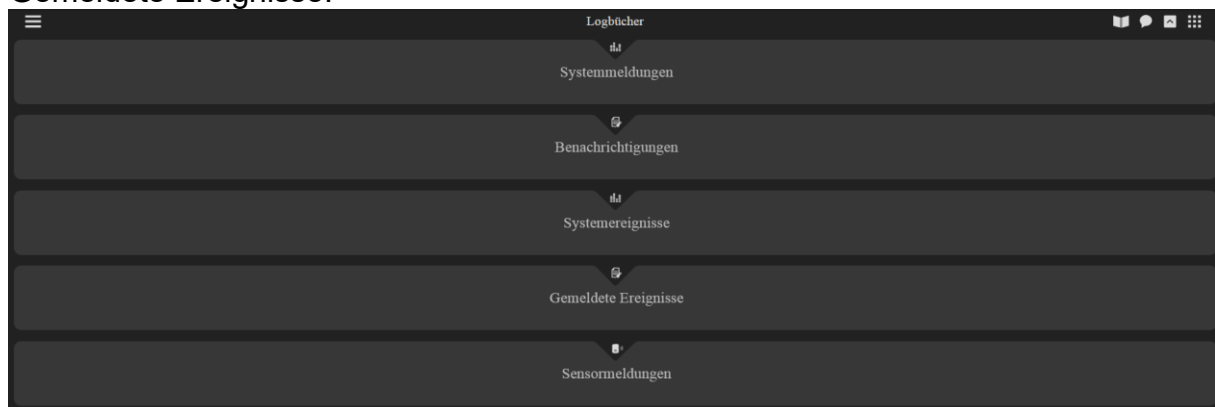 Gemeldete Ereignisse.
Logbücher
Systemmeldungen
Benachrichtigungen
Systemereignisse
Gemeldete Ereignisse
Sensormeldungen